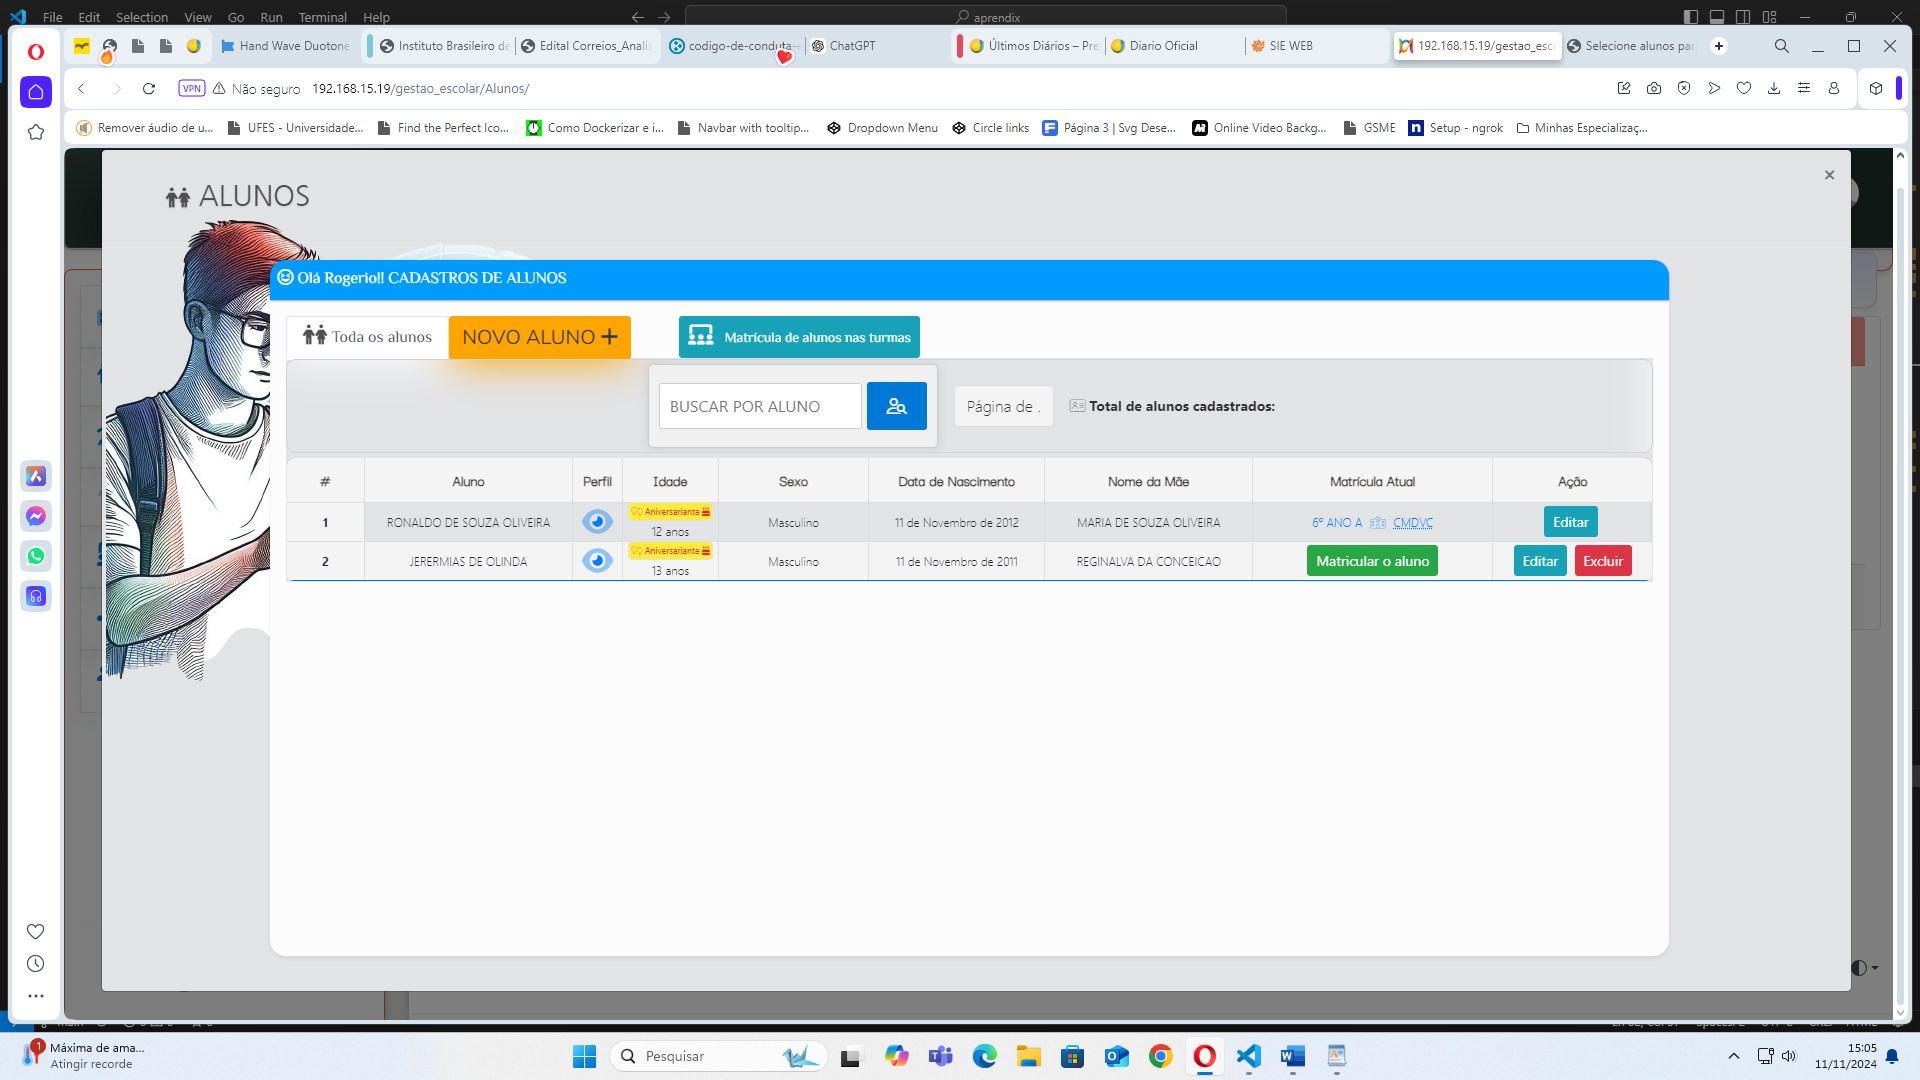 File Edit Selection View Go Run Terminal Help
aprendix
Hand Wave Duotone
Instituto Brasileiro de
Edital Correios_Analis
codigo-de-conduta-
ChatGPT
Últimos Diários – Pre
Diario Oficial
SIE WEB
192.168.15.19/gestao_esc
Selecione alunos par
VPN Não seguro 192.168.15.19/gestao_escolar/Alunos/
Remover áudio de u...
UFES - Universidade...
Find the Perfect Ico...
Como Dockerizar e i...
Navbar with tooltip...
Dropdown Menu
Circle links
Página 3 | Svg Dese...
Online Video Backg...
GSME
Setup - ngrok
Minhas Especializaç...
ALUNOS
×
Olá Rogerio!! CADASTROS DE ALUNOS
Toda os alunos
NOVO ALUNO +
Matrícula de alunos nas turmas
BUSCAR POR ALUNO
Página de .
Total de alunos cadastrados:
# Aluno Perfil Idade Sexo Data de Nascimento Nome da Mãe Matrícula Atual Ação
1 RONALDO DE SOUZA OLIVEIRA Aniversariante 12 anos Masculino 11 de Novembro de 2012 MARIA DE SOUZA OLIVEIRA 6º ANO A CMDVC Editar
2 JERERMIAS DE OLINDA Aniversariante 13 anos Masculino 11 de Novembro de 2011 REGINALVA DA CONCEICAO Matricular o aluno Editar Excluir
1
Máxima de ama...
Atingir recorde
Pesquisar
15:05
11/11/2024